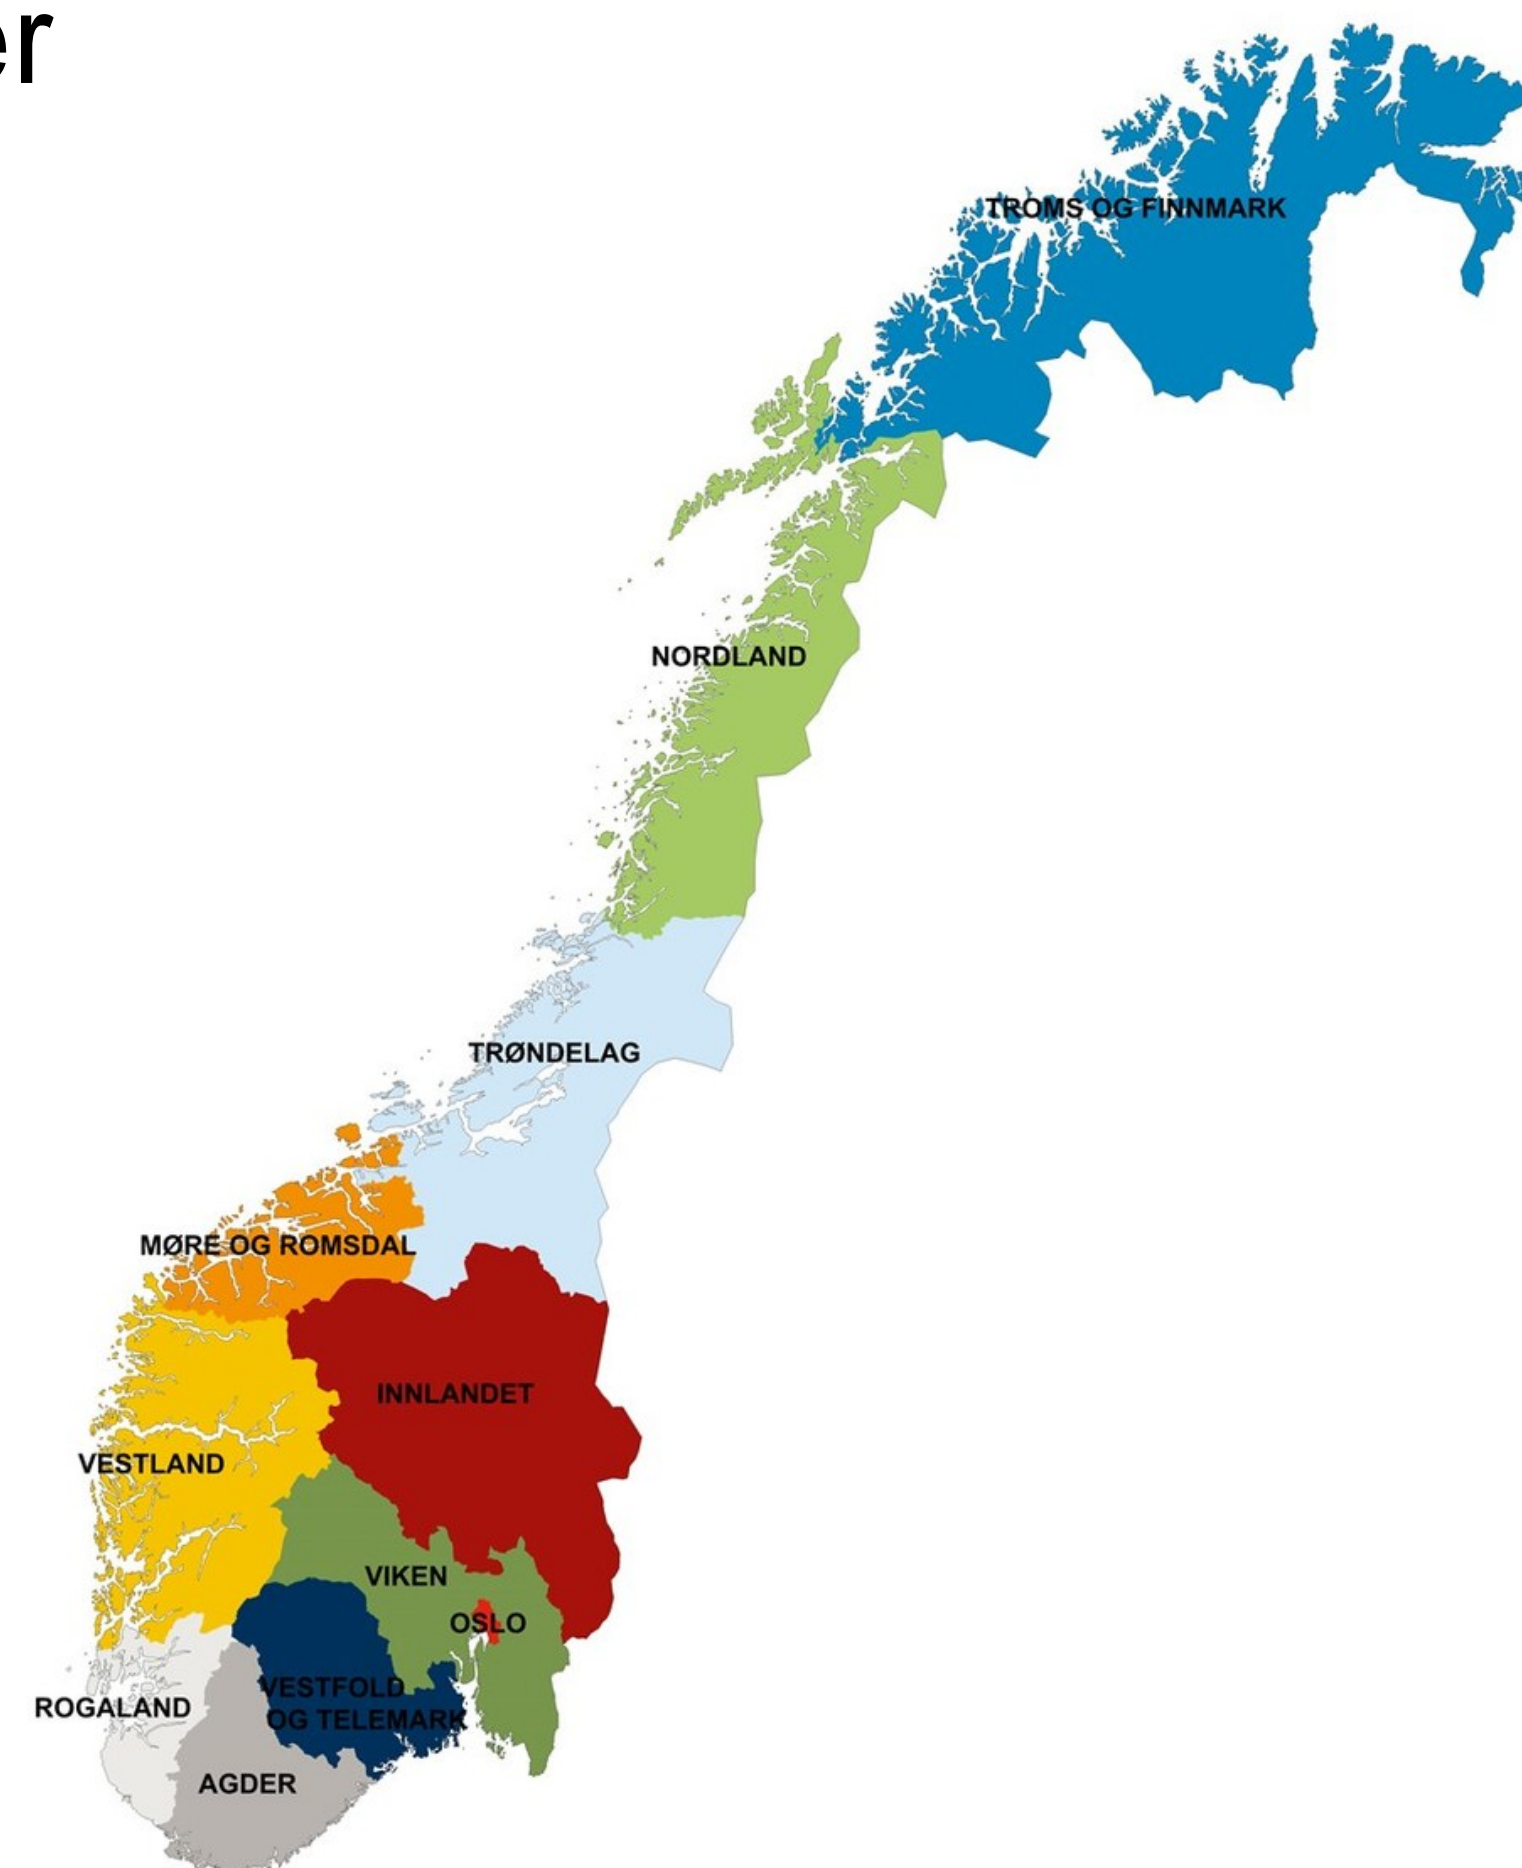 er
TROMS OG FINNMARK
NORDLAND
TRØNDELAG
MØRE OG ROMSDAL
INNLANDET
VESTLAND
VIKEN
OSLO
VESTFOLD
OG TELEMARK
ROGALAND
AGDER